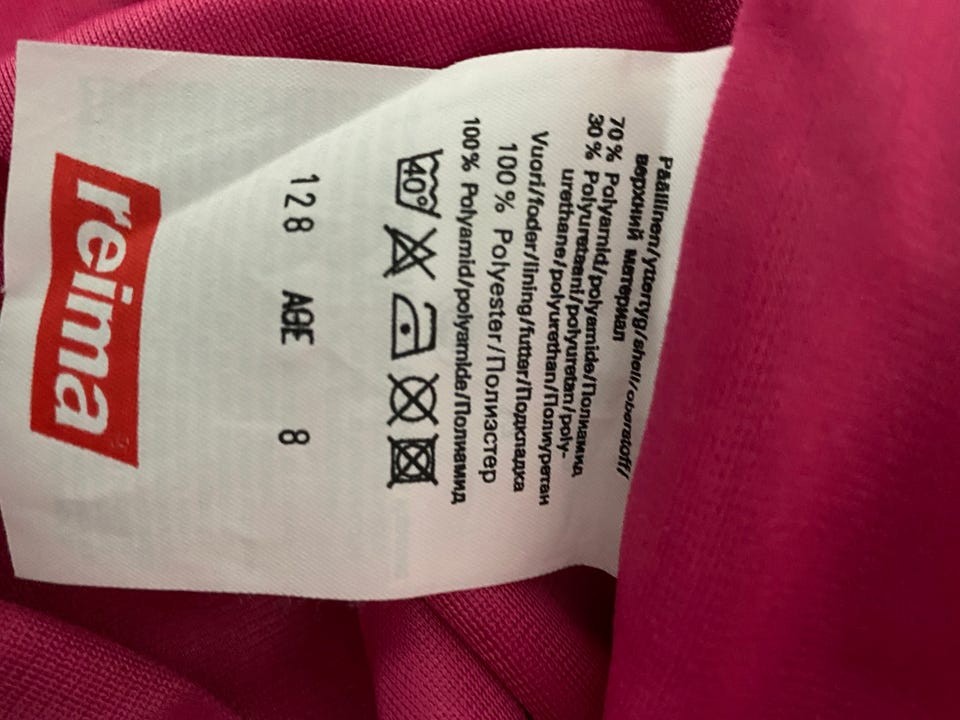 Päällinen/yttertyg/shell/oberstoff/
верхний материал
70% Polyamid/polyamide/Полиамид
30% Polyuretaani/polyuretan/poly-
urethane/polyurethan/Полиуретан
Vuori/foder/lining/futter/Подкладка
100% Polyester/Полиэстер
100% Polyamid/polyamide/Полиамид
40°
128 AGE 8
reima